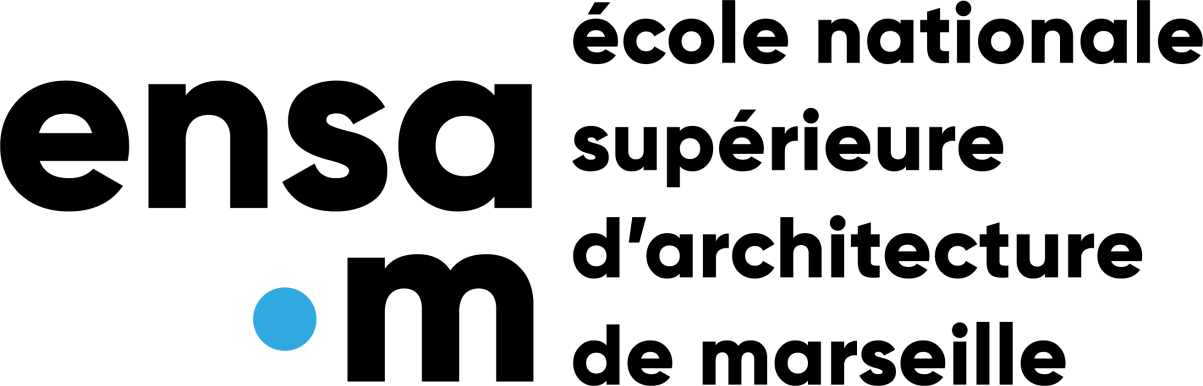 ensa
•m
école nationale
supérieure
d’architecture
de marseille